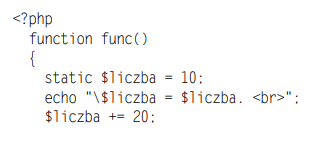 <?php
function func()
{
static $liczba = 10;
echo "\$liczba = $liczba. <br>";
$liczba += 20;